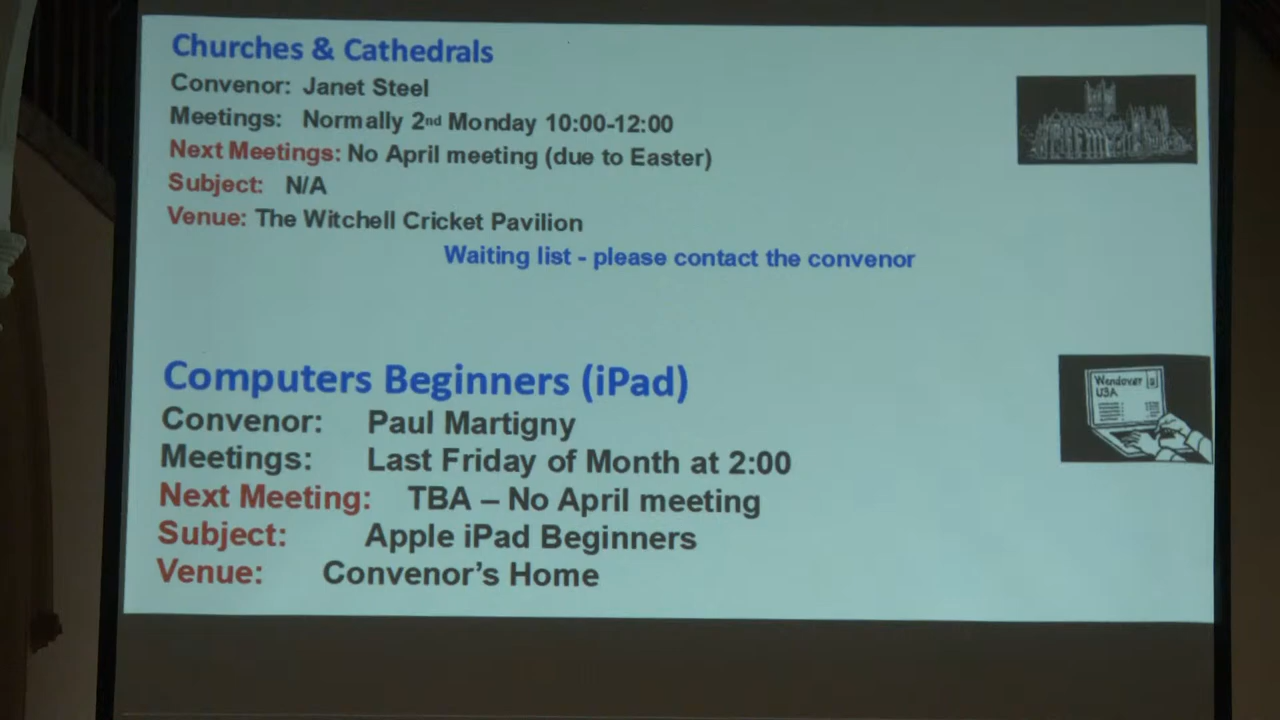 Churches & Cathedrals
Convenor: Janet Steel
Meetings: Normally 2nd Monday 10:00-12:00
Next Meetings: No April meeting (due to Easter)
Subject: N/A
Venue: The Witchell Cricket Pavilion
Waiting list - please contact the convenor
Computers Beginners (iPad)
Wendover
U3A
Convenor: Paul Martigny
Meetings: Last Friday of Month at 2:00
Next Meeting: TBA – No April meeting
Subject: Apple iPad Beginners
Venue: Convenor's Home